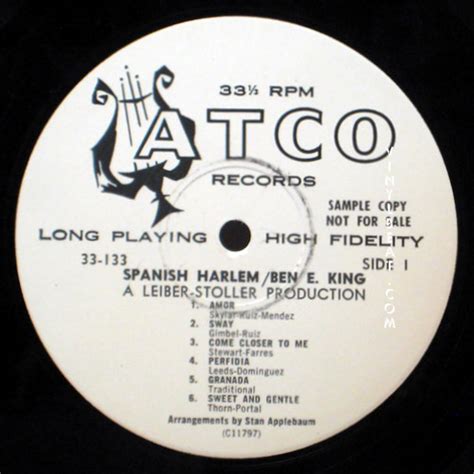 33⅓ RPM
ATCO
RECORDS
SAMPLE COPY
NOT FOR SALE
LONG PLAYING HIGH FIDELITY
33-133
SIDE 1
SPANISH HARLEM/BEN E. KING
A LEIBER-STOLLER PRODUCTION
1. AMOR
Skylar-Ruiz-Mendez
2. SWAY
Gimbel-Ruiz
3. COME CLOSER TO ME
Stewart-Farres
4. PERFIDIA
Leeds-Dominguez
5. GRANADA
Traditional
6. SWEET AND GENTLE
Thorn-Portal
Arrangements by Stan Applebaum
(C11797)
VINYLBEAT.COM